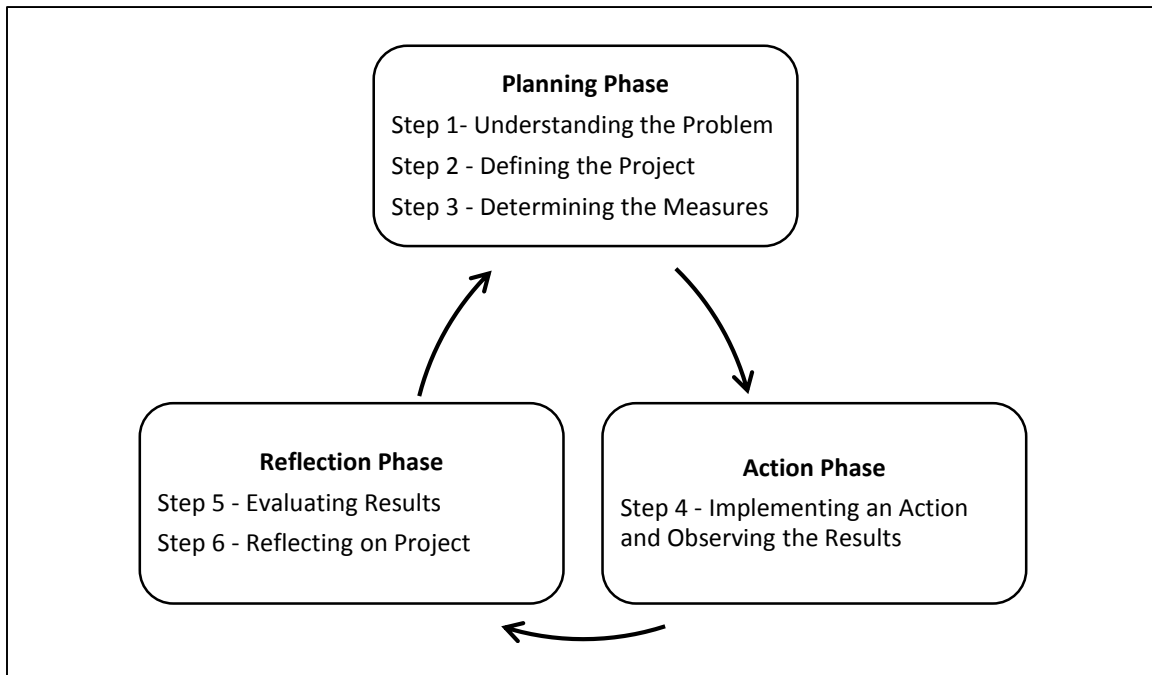 Planning Phase
Step 1- Understanding the Problem
Step 2 - Defining the Project
Step 3 - Determining the Measures
Reflection Phase
Step 5 - Evaluating Results
Step 6 - Reflecting on Project
Action Phase
Step 4 - Implementing an Action
and Observing the Results